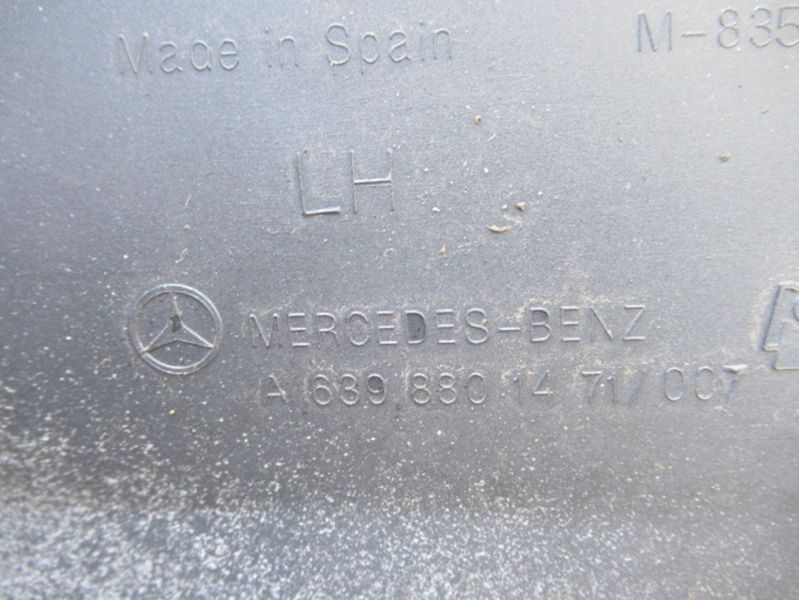 Made in Spain M-835
LH
MERCEDES-BENZ
A 639 880 14 71/007